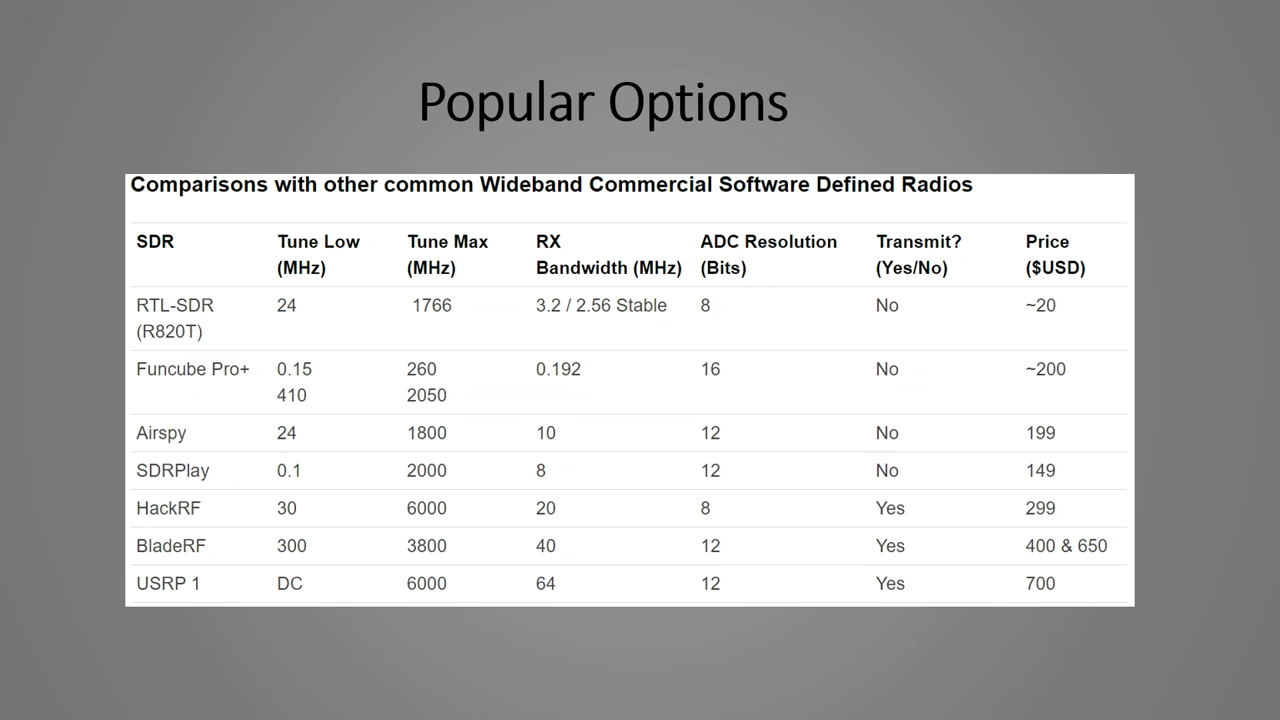 Popular Options
Comparisons with other common Wideband Commercial Software Defined Radios
SDR Tune Low (MHz) Tune Max (MHz) RX Bandwidth (MHz) ADC Resolution (Bits) Transmit? (Yes/No) Price ($USD)
RTL-SDR (R820T) 24 1766 3.2 / 2.56 Stable 8 No ~20
Funcube Pro+ 0.15 410 260 2050 0.192 16 No ~200
Airspy 24 1800 10 12 No 199
SDRPlay 0.1 2000 8 12 No 149
HackRF 30 6000 20 8 Yes 299
BladeRF 300 3800 40 12 Yes 400 & 650
USRP 1 DC 6000 64 12 Yes 700